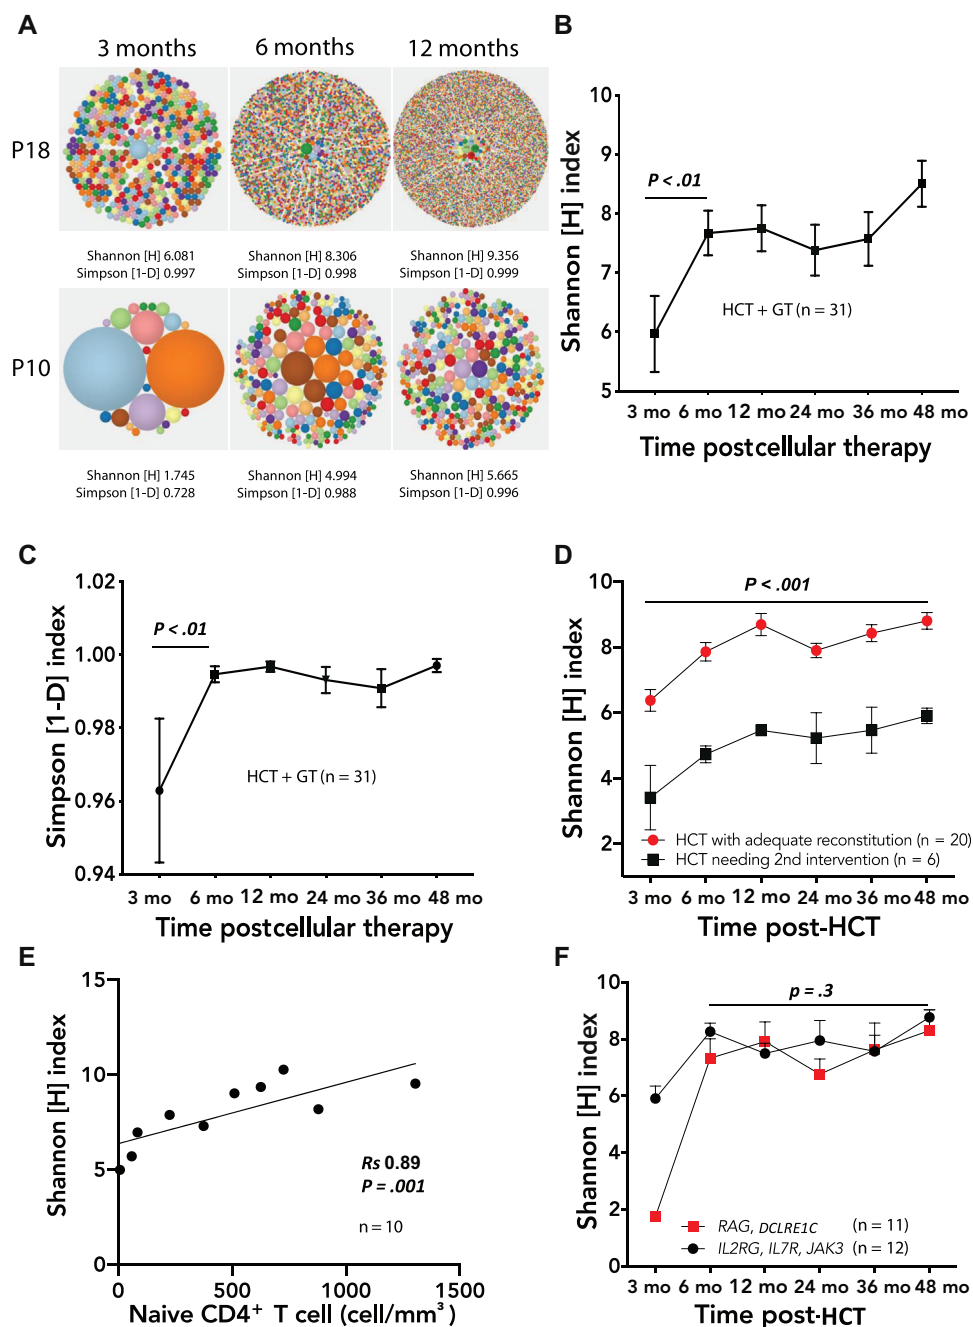 A
3 months
6 months
12 months
P18
Shannon [H] 6.081
Simpson [1-D] 0.997
Shannon [H] 8.306
Simpson [1-D] 0.998
Shannon [H] 9.356
Simpson [1-D] 0.999
P10
Shannon [H] 1.745
Simpson [1-D] 0.728
Shannon [H] 4.994
Simpson [1-D] 0.988
Shannon [H] 5.665
Simpson [1-D] 0.996
B
Shannon [H] index
10
9
8
7
6
5
P < .01
HCT + GT (n = 31)
3 mo
6 mo
12 mo
24 mo
36 mo
48 mo
Time postcellular therapy
C
Simpson [1-D] index
1.02
1.00
0.98
0.96
0.94
P < .01
HCT + GT (n = 31)
3 mo
6 mo
12 mo
24 mo
36 mo
48 mo
Time postcellular therapy
D
Shannon [H] index
10
8
6
4
2
P < .001
HCT with adequate reconstitution (n = 20)
HCT needing 2nd intervention (n = 6)
3 mo
6 mo
12 mo
24 mo
36 mo
48 mo
Time post-HCT
E
Shannon [H] index
15
10
5
0
Rs 0.89
P = .001
n = 10
0
500
1000
1500
Naive CD4⁺ T cell (cell/mm³)
F
Shannon [H] index
10
8
6
4
2
0
p = .3
RAG, DCLRE1C (n = 11)
IL2RG, IL7R, JAK3 (n = 12)
3 mo
6 mo
12 mo
24 mo
36 mo
48 mo
Time post-HCT